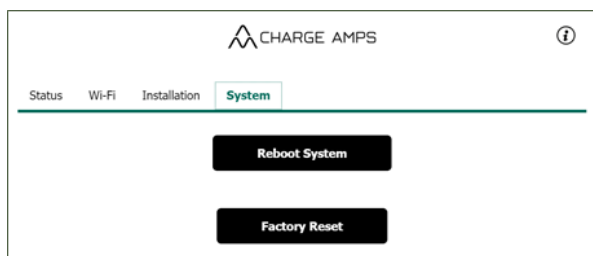 CHARGE AMPS
i
Status Wi-Fi Installation System
Reboot System
Factory Reset